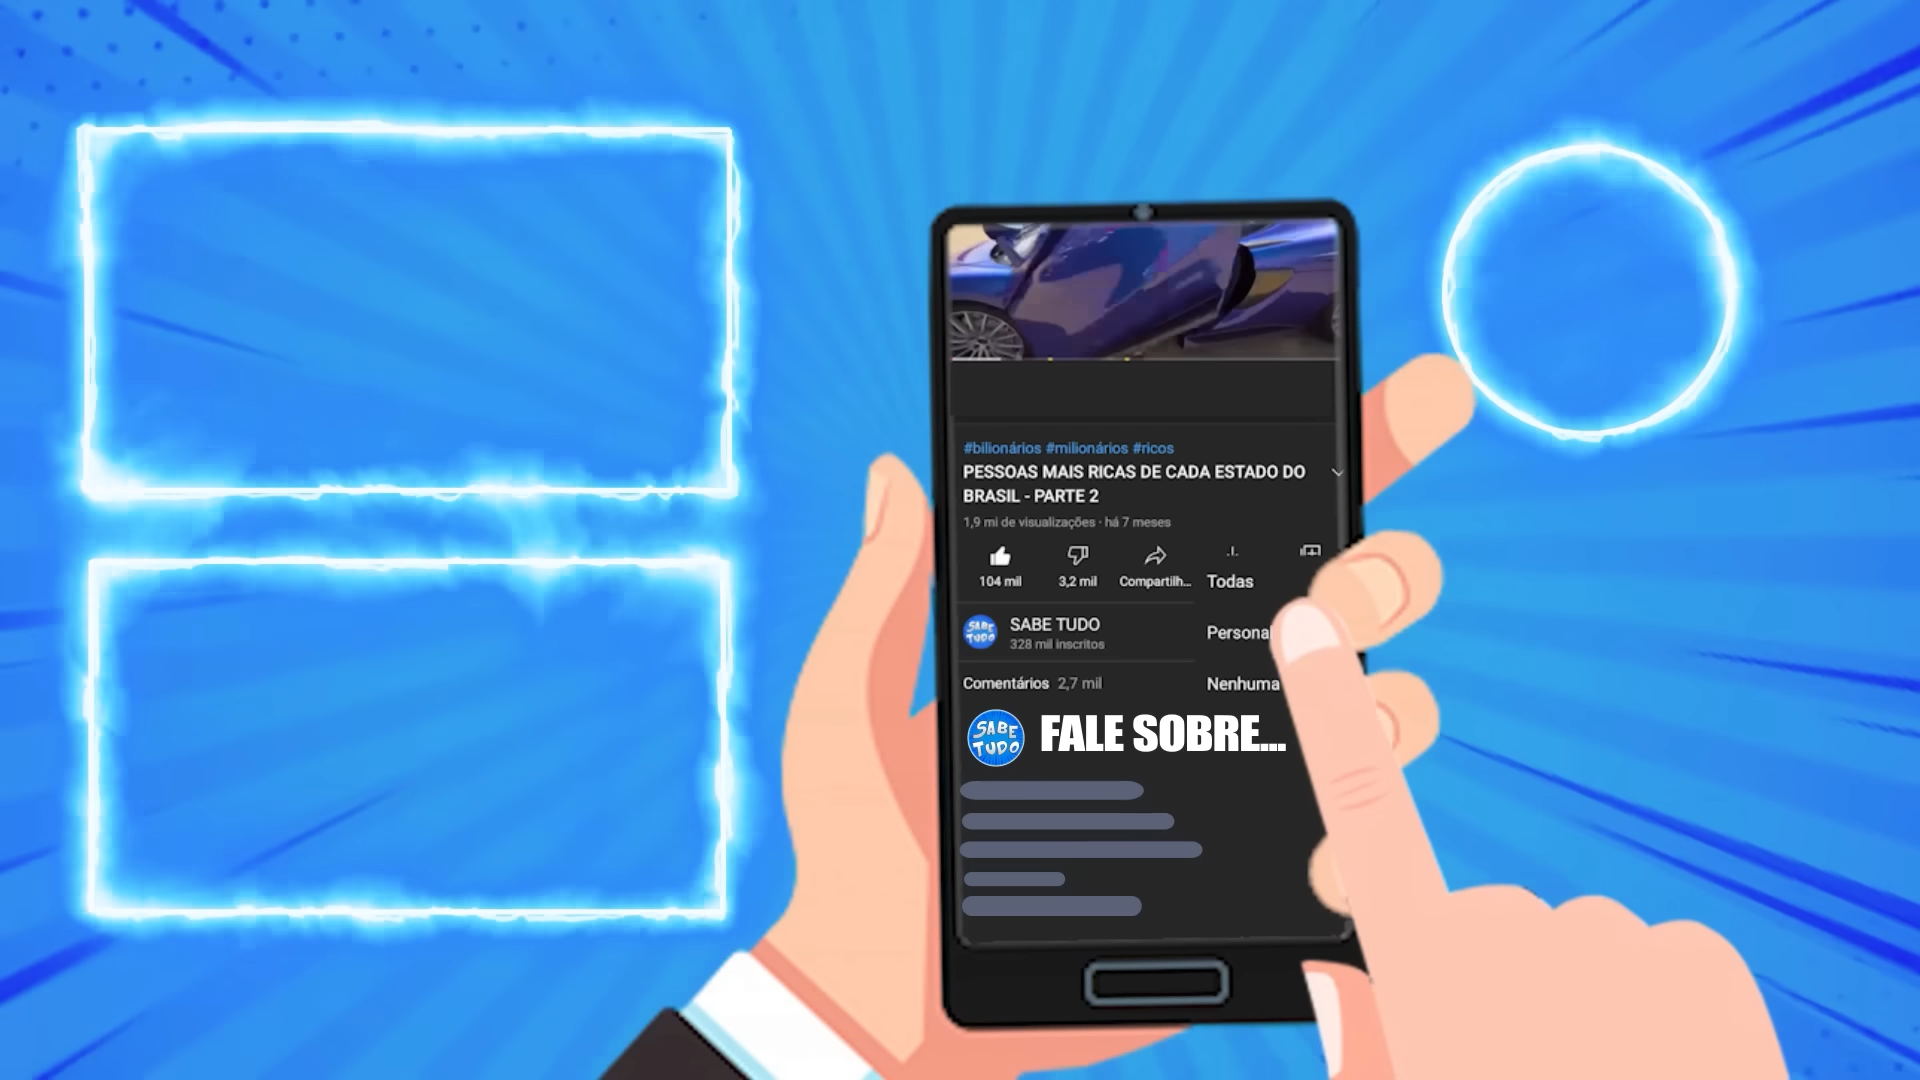 #bilionários #milionários #ricos
PESSOAS MAIS RICAS DE CADA ESTADO DO
BRASIL - PARTE 2
1,9 mi de visualizações · há 7 meses
104 mil
3,2 mil
Compartilh...
Todas
SABE TUDO
SABE TUDO
328 mil inscritos
Persona
Comentários 2,7 mil
Nenhuma
SABE
TUDO
FALE SOBRE...